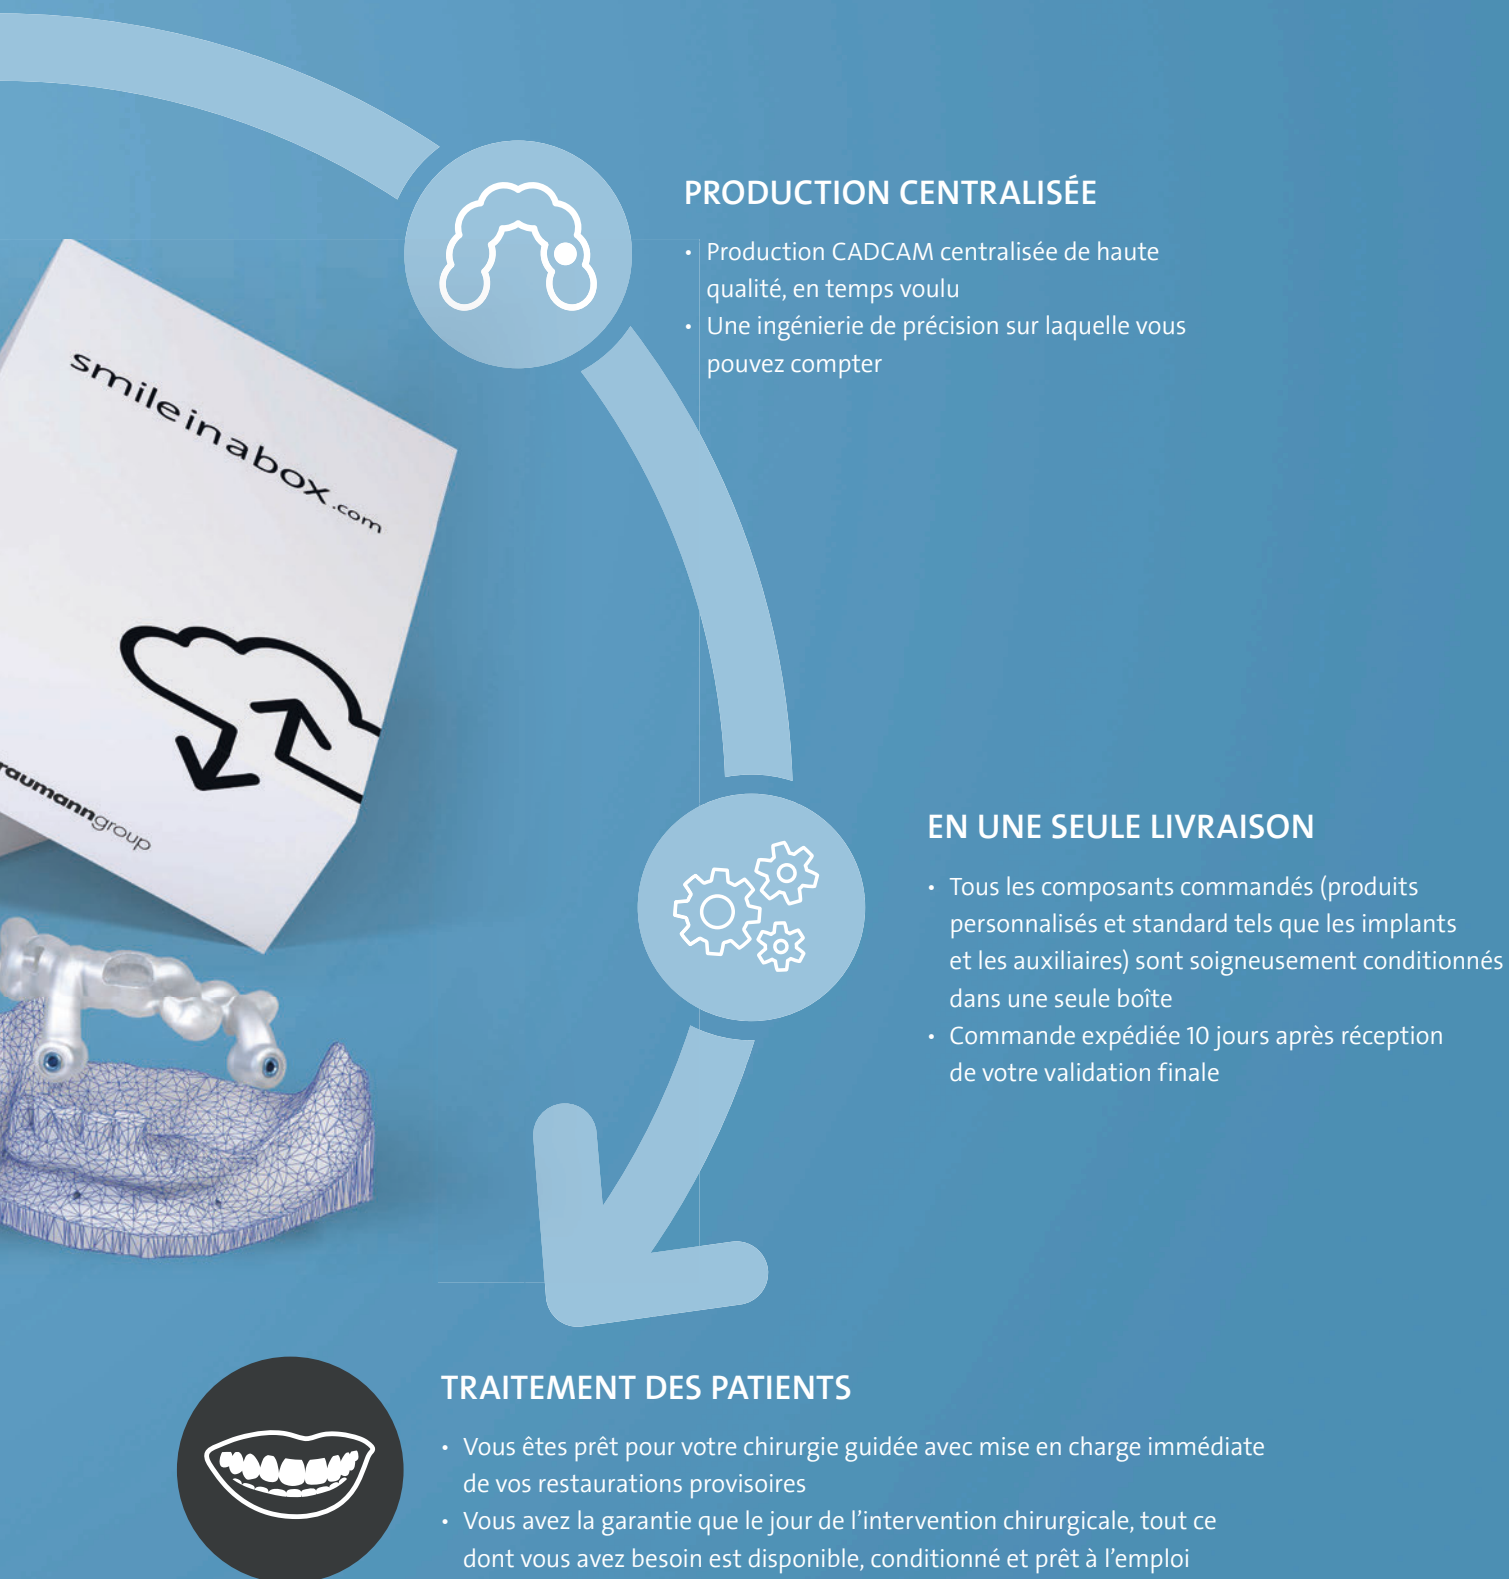 PRODUCTION CENTRALISÉE
• Production CADCAM centralisée de haute
qualité, en temps voulu
• Une ingénierie de précision sur laquelle vous
pouvez compter
smileinabox.com
raumanngroup
EN UNE SEULE LIVRAISON
• Tous les composants commandés (produits
personnalisés et standard tels que les implants
et les auxiliaires) sont soigneusement conditionnés
dans une seule boîte
• Commande expédiée 10 jours après réception
de votre validation finale
TRAITEMENT DES PATIENTS
• Vous êtes prêt pour votre chirurgie guidée avec mise en charge immédiate
de vos restaurations provisoires
• Vous avez la garantie que le jour de l’intervention chirurgicale, tout ce
dont vous avez besoin est disponible, conditionné et prêt à l’emploi